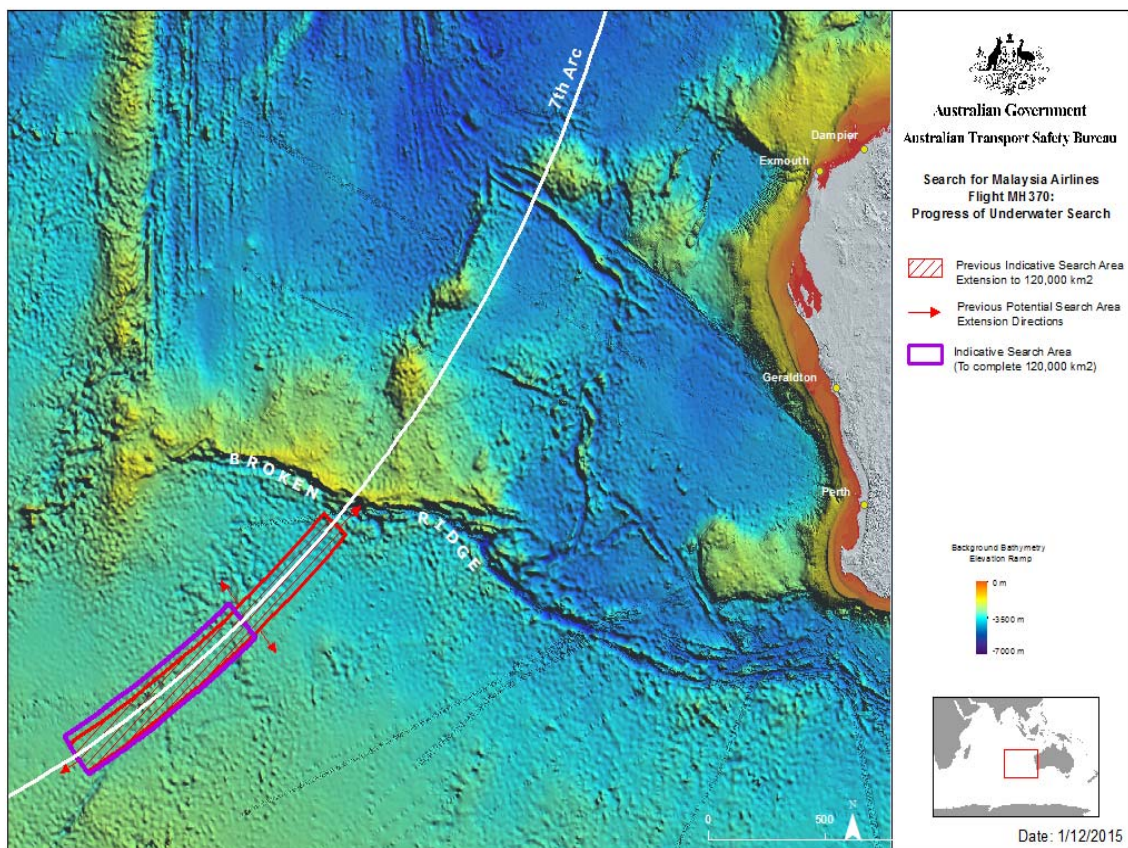 7th Arc
Dampier
Exmouth
Geraldton
Perth
BROKEN
RIDGE
N
0 500
Australian Government
Australian Transport Safety Bureau
Search for Malaysia Airlines
Flight MH370:
Progress of Underwater Search
Previous Indicative Search Area
Extension to 120,000 km2
Previous Potential Search Area
Extension Directions
Indicative Search Area
(To complete 120,000 km2)
Background Bathymetry
Elevation Ramp
0 m
-3500 m
-7000 m
Date: 1/12/2015